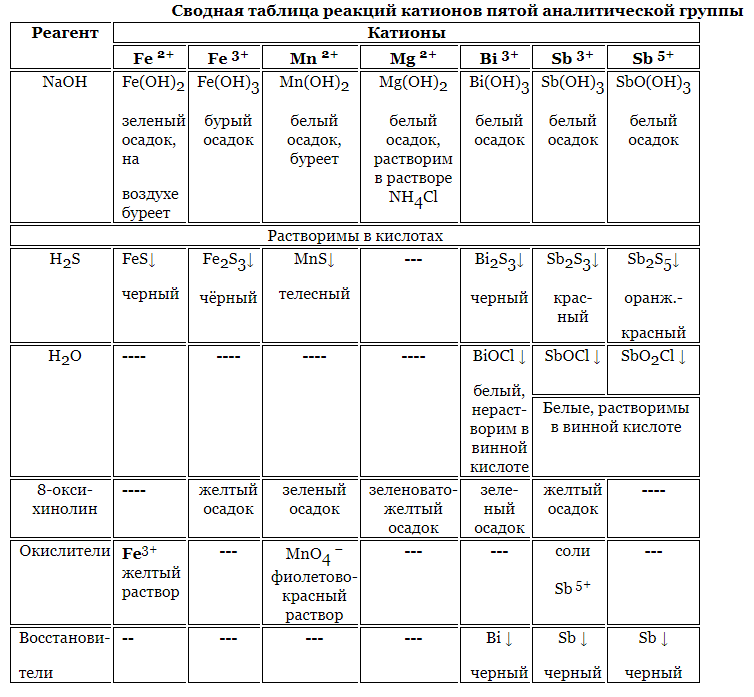 Сводная таблица реакций катионов пятой аналитической группы
Реагент
Катионы
Fe ²⁺ Fe ³⁺ Mn ²⁺ Mg ²⁺ Bi ³⁺ Sb ³⁺ Sb ⁵⁺
NaOH
Fe(OH)₂
зеленый
осадок,
на
воздухе
буреет
Fe(OH)₃
бурый
осадок
Mn(OH)₂
белый
осадок,
буреет
Mg(OH)₂
белый
осадок,
растворим
в растворе
NH₄Cl
Bi(OH)₃
белый
осадок
Sb(OH)₃
белый
осадок
SbO(OH)₃
белый
осадок
Растворимы в кислотах
H₂S
FeS↓
черный
Fe₂S₃↓
чёрный
MnS↓
телесный
---
Bi₂S₃↓
черный
Sb₂S₃↓
крас-
ный
Sb₂S₅↓
оранж.-
красный
H₂O
----
----
----
----
BiOCl ↓
белый,
нераст-
ворим в
винной
кислоте
SbOCl ↓
SbO₂Cl ↓
Белые, растворимы
в винной кислоте
8-окси-
хинолин
----
желтый
осадок
зеленый
осадок
зеленовато-
желтый
осадок
зеле-
ный
осадок
желтый
осадок
----
Окислители
Fe³⁺
желтый
раствор
---
MnO₄ ⁻
фиолетово-
красный
раствор
---
---
соли
Sb ⁵⁺
---
Восстанови-
тели
--
---
---
---
Bi ↓
черный
Sb ↓
черный
Sb ↓
черный